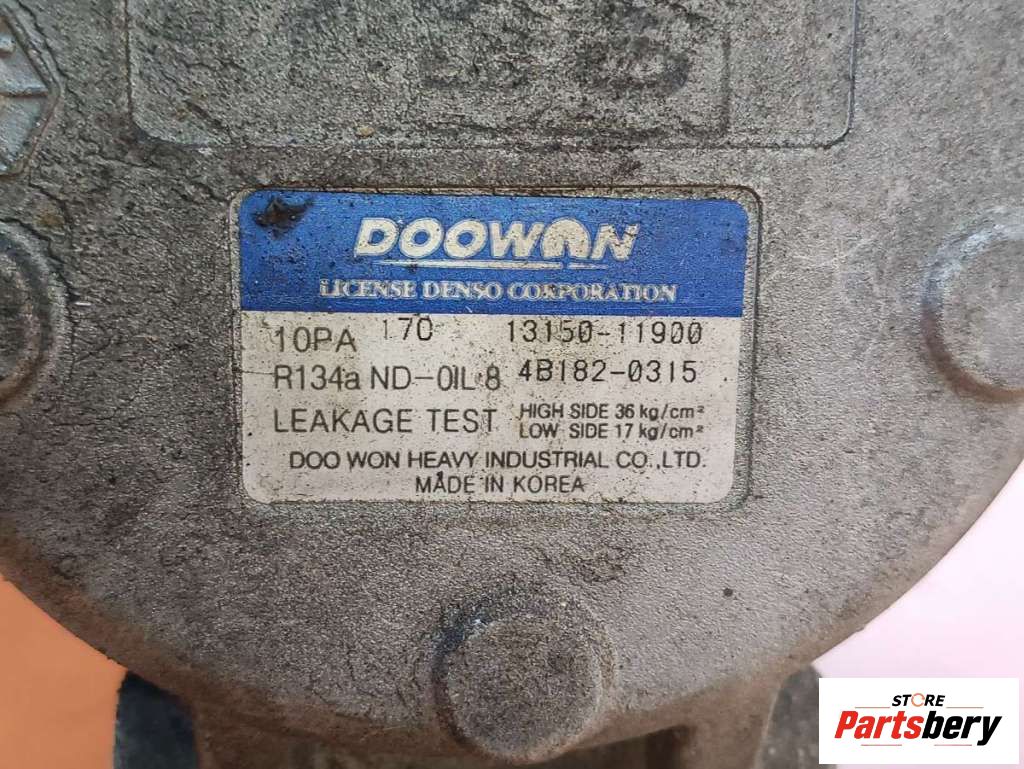 DOOWON
LICENSE DENSO CORPORATION
10PA 17C 13150-11900
R134a ND-OIL 8 4B182-0315
LEAKAGE TEST HIGH SIDE 36 kg/cm²
LOW SIDE 17 kg/cm²
DOO WON HEAVY INDUSTRIAL CO.,LTD.
MADE IN KOREA
STORE
Partsbery